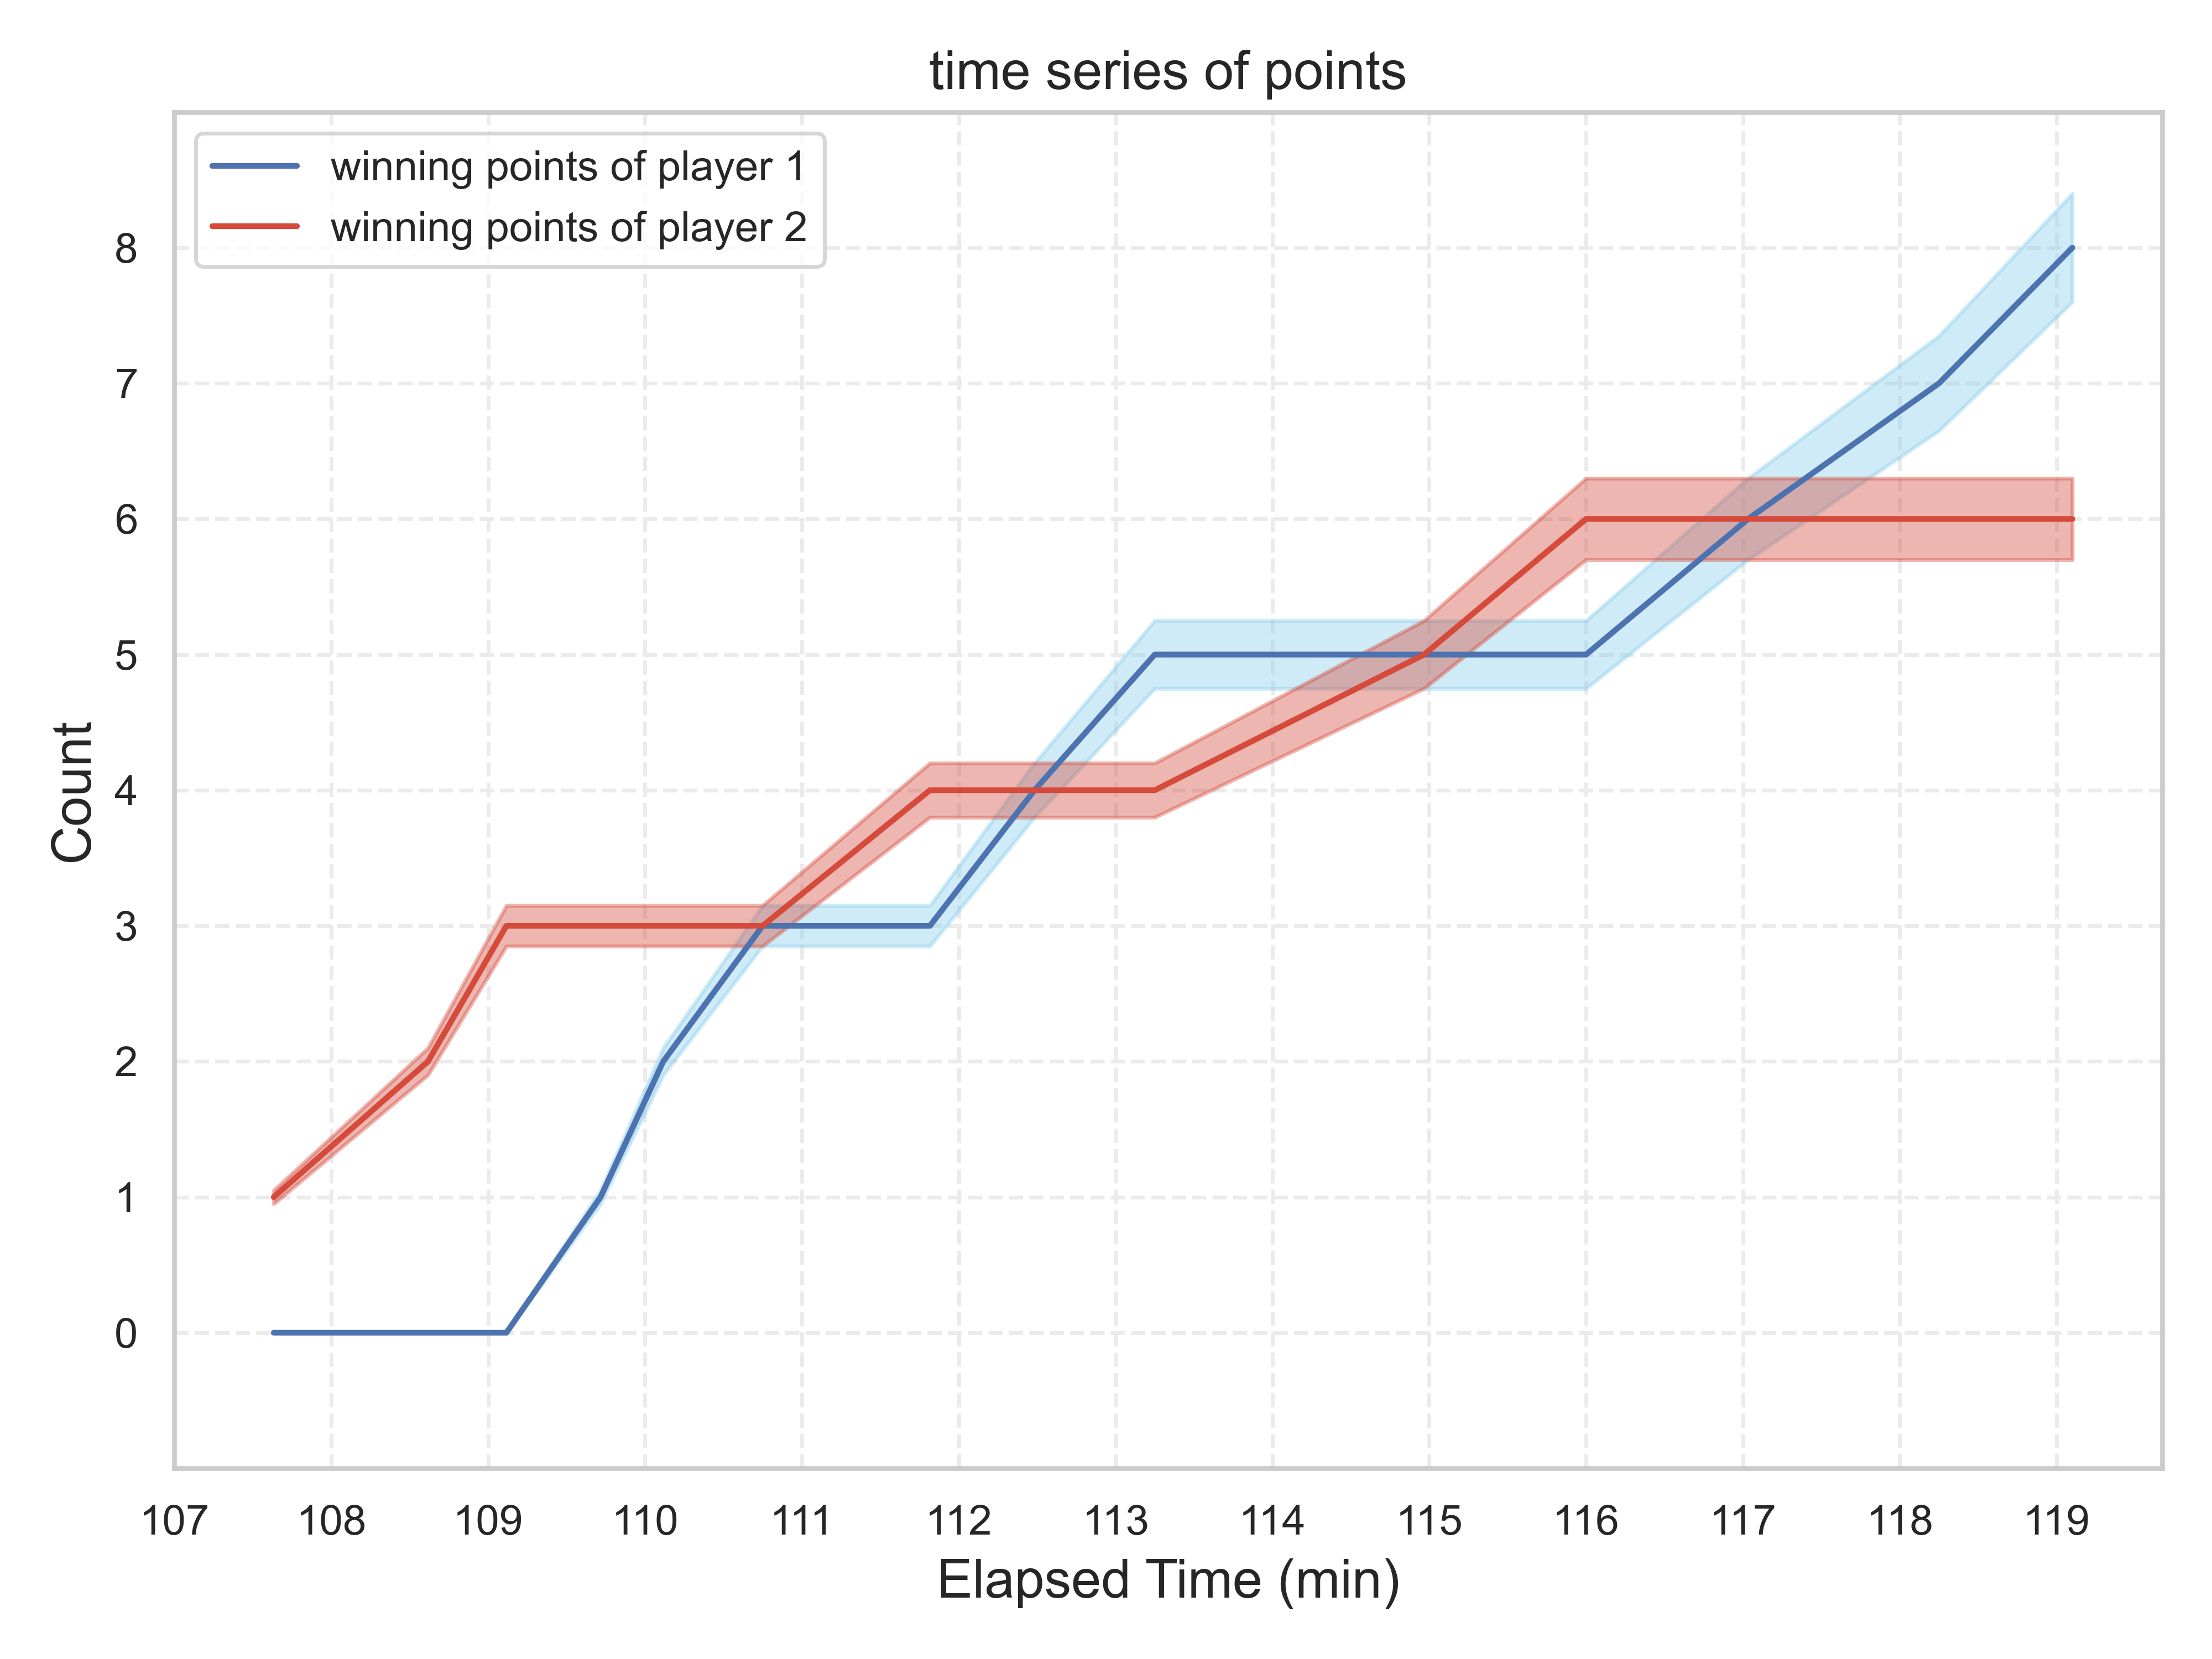 time series of points
winning points of player 1
winning points of player 2
8
7
6
5
4
3
2
1
0
Count
107 108 109 110 111 112 113 114 115 116 117 118 119
Elapsed Time (min)